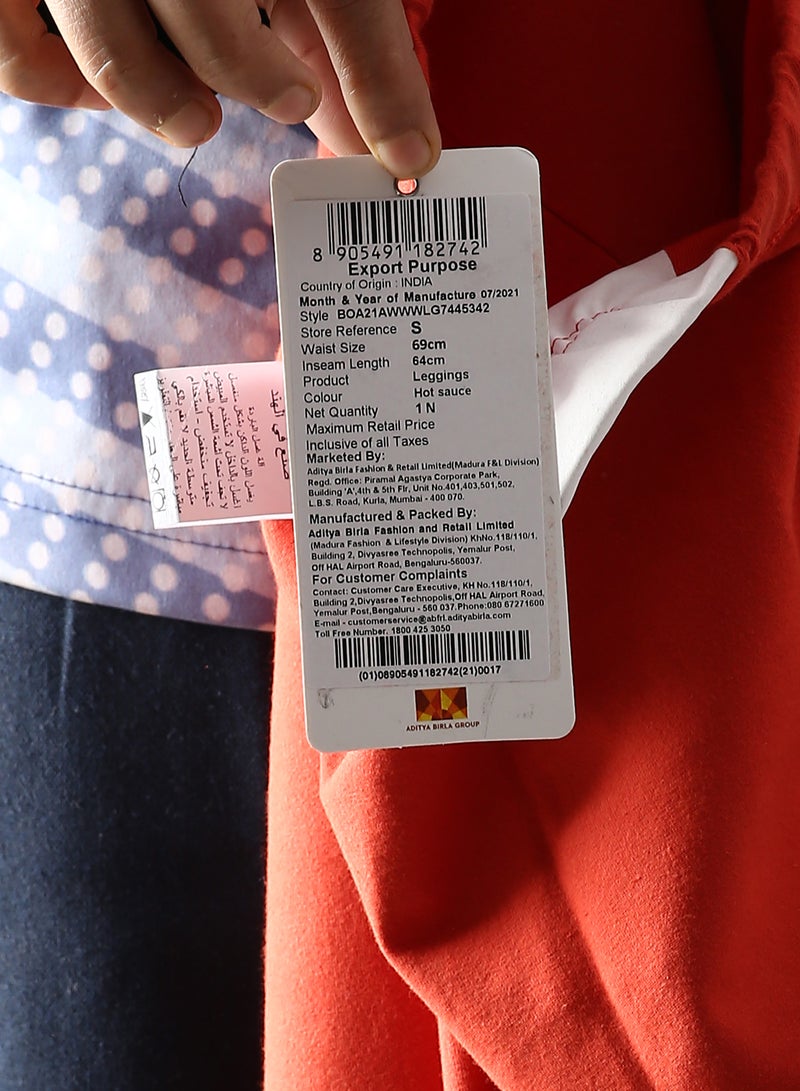 8 905491 182742
Export Purpose
Country of Origin : INDIA
Month & Year of Manufacture 07/2021
Style BOA21AWWWLG7445342
Store Reference S
Waist Size 69cm
Inseam Length 64cm
Product Leggings
Colour Hot sauce
Net Quantity 1 N
Maximum Retail Price
Inclusive of all Taxes
Marketed By:
Aditya Birla Fashion & Retail Limited(Madura F&L Division)
Regd. Office: Piramal Agastya Corporate Park,
Building 'A',4th & 5th Flr, Unit No.401,403,501,502,
L.B.S. Road, Kurla, Mumbai - 400 070.
Manufactured & Packed By:
Aditya Birla Fashion and Retail Limited
(Madura Fashion & Lifestyle Division) KhNo.118/110/1,
Building 2, Divyasree Technopolis, Yemalur Post,
Off HAL Airport Road, Bengaluru-560037.
For Customer Complaints
Contact: Customer Care Executive, KH No.118/110/1,
Building 2,Divyasree Technopolis,Off HAL Airport Road,
Yemalur Post,Bengaluru - 560 037.Phone:080 67271600
E-mail - customerservice@abfrl.adityabirla.com
Toll Free Number. 1800 425 3050
(01)08905491182742(21)0017
ADITYA BIRLA GROUP
صنع في الهند